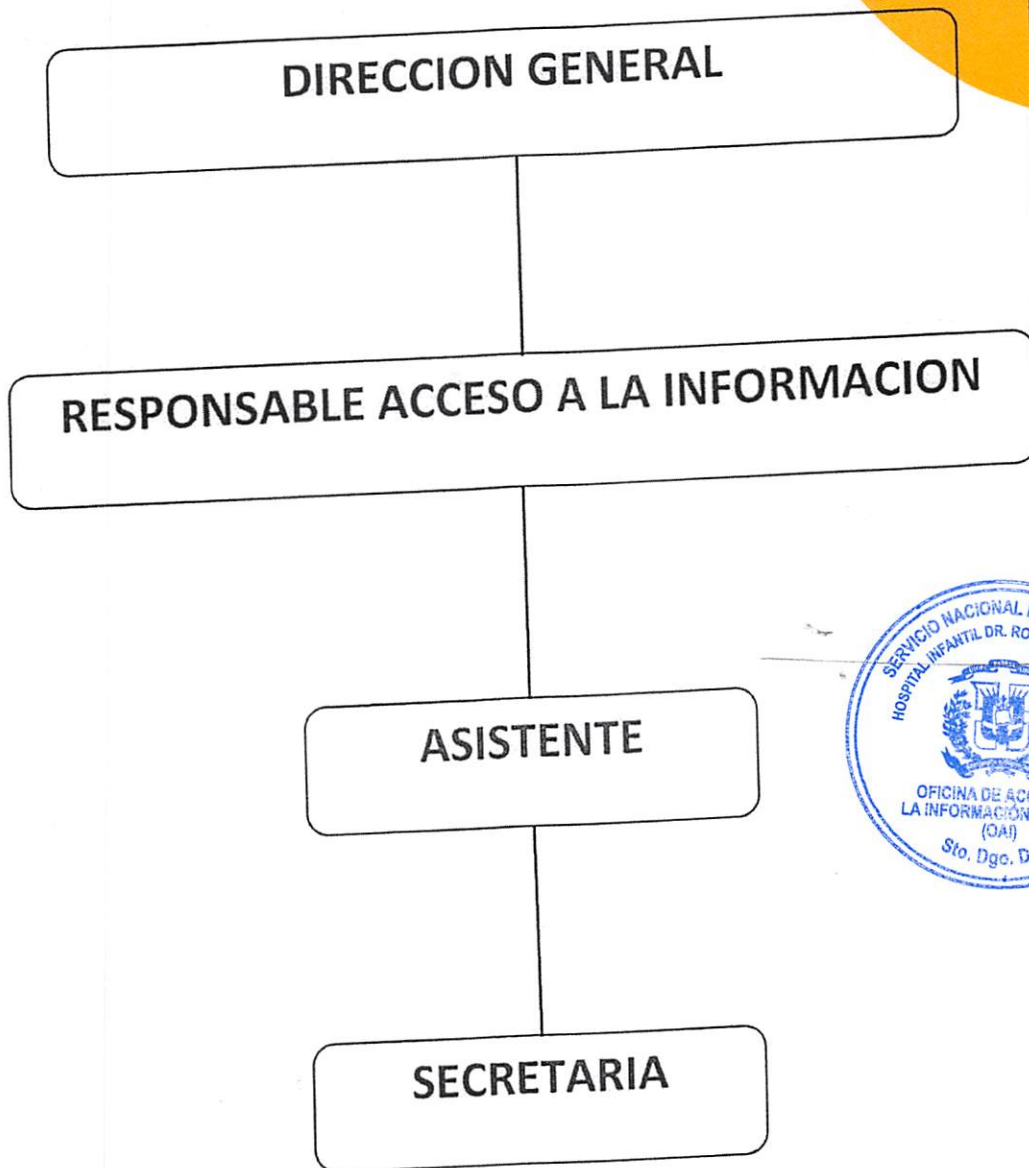 DIRECCION GENERAL
RESPONSABLE ACCESO A LA INFORMACION
ASISTENTE
SERVICIO NACIONAL
HOSPITAL INFANTIL DR. RO
OFICINA DE ACC
LA INFORMACIÓN
(OAI)
Sto. Dgo. D
SECRETARIA